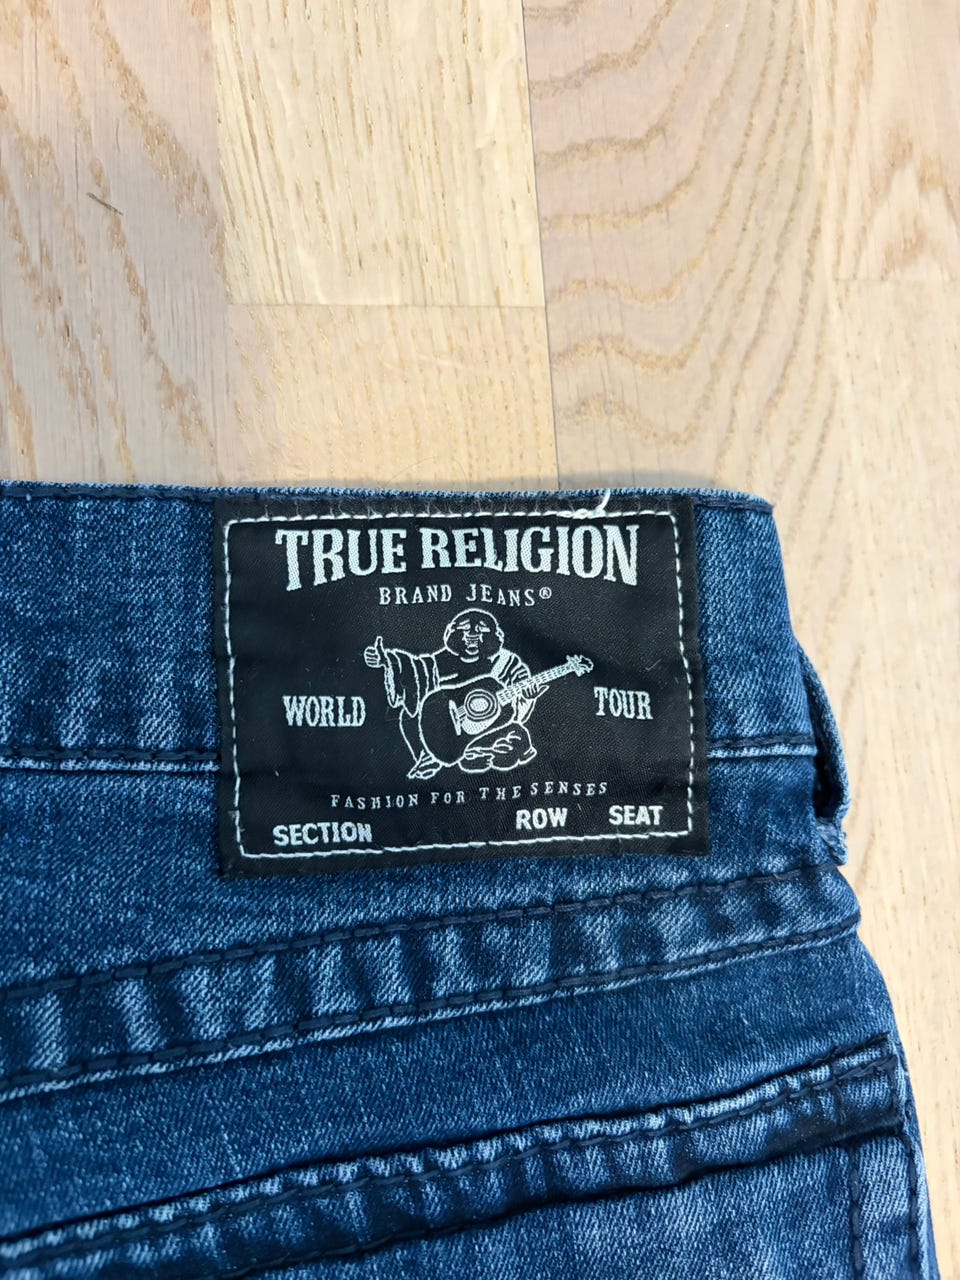 TRUE RELIGION
BRAND JEANS®
WORLD TOUR
FASHION FOR THE SENSES
SECTION ROW SEAT